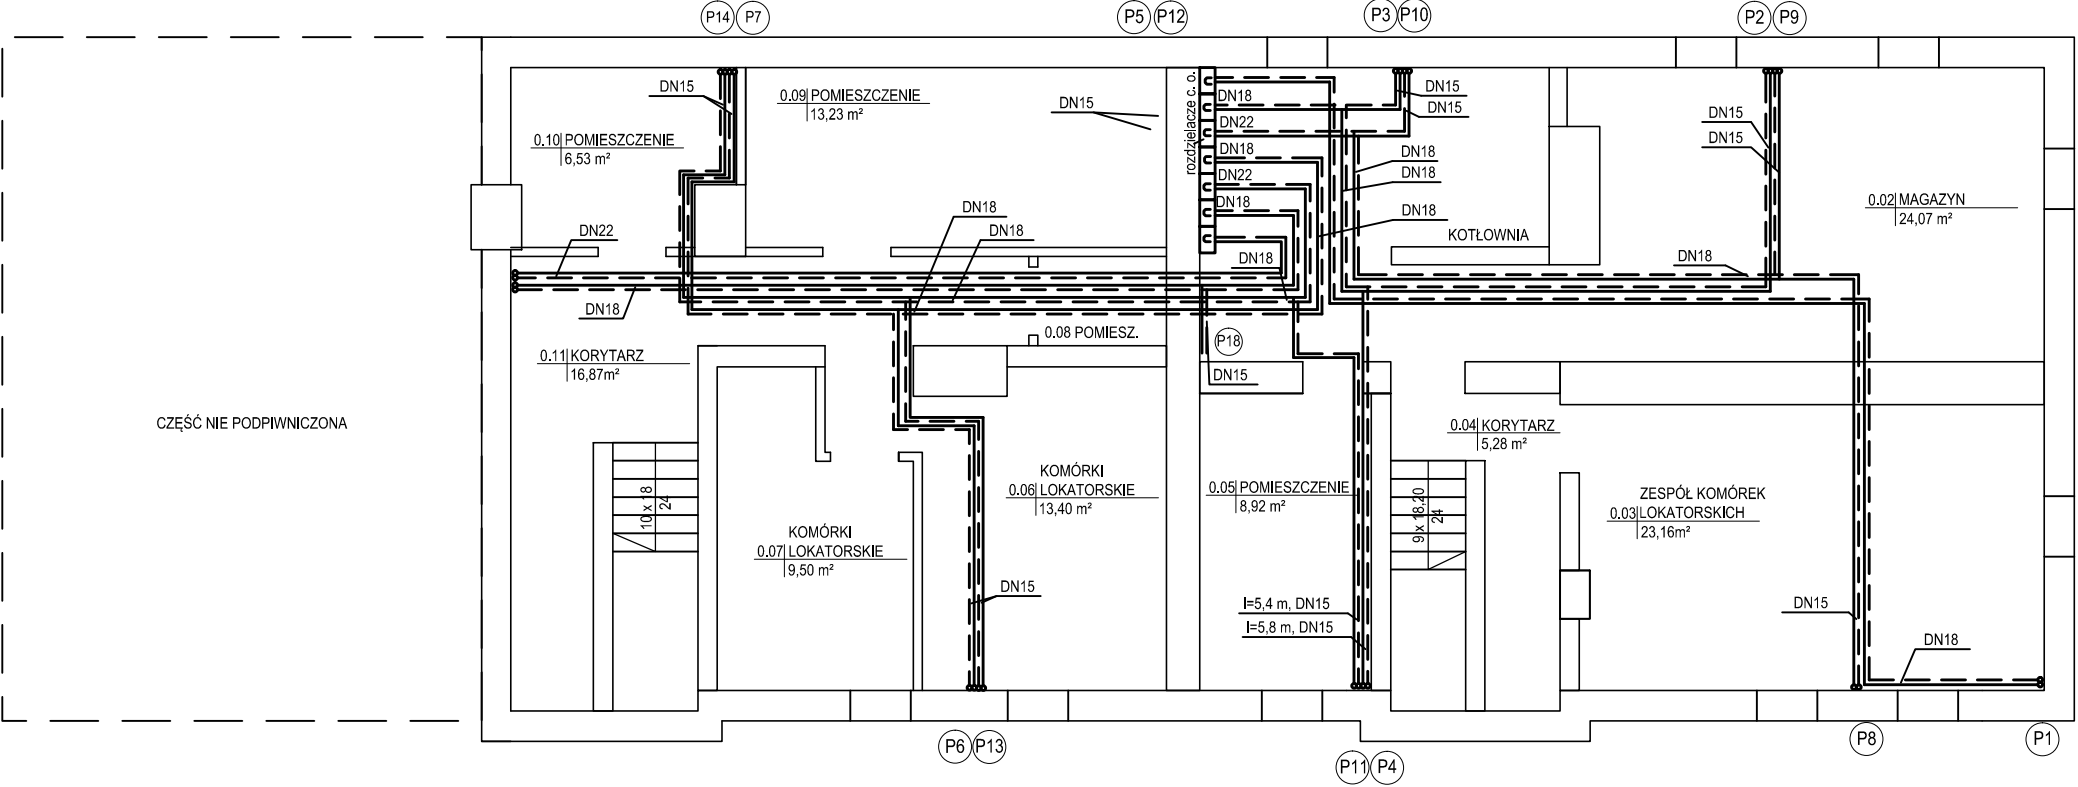 P14 P7
P5 P12
P3 P10
P2 P9
DN15
0.09 POMIESZCZENIE
13,23 m²
DN15
rozdzielacze c. o.
DN18
DN22
DN18
DN22
DN18
DN15
DN15
DN15
DN15
0.10 POMIESZCZENIE
6,53 m²
DN18
DN18
DN18
KOTŁOWNIA
0.02 MAGAZYN
24,07 m²
DN22
DN18
DN18
DN18
DN18
DN18
0.11 KORYTARZ
16,87m²
0.08 POMIESZ.
P18
DN15
CZĘŚĆ NIE PODPIWNICZONA
0.04 KORYTARZ
5,28 m²
10 x 18
24
KOMÓRKI
0.06 LOKATORSKIE
13,40 m²
0.05 POMIESZCZENIE
8,92 m²
9 x 18,20
24
ZESPÓŁ KOMÓREK
0.03 LOKATORSKICH
23,16m²
KOMÓRKI
0.07 LOKATORSKIE
9,50 m²
DN15
l=5,4 m, DN15
l=5,8 m, DN15
DN15
DN18
P6 P13
P11 P4
P8
P1